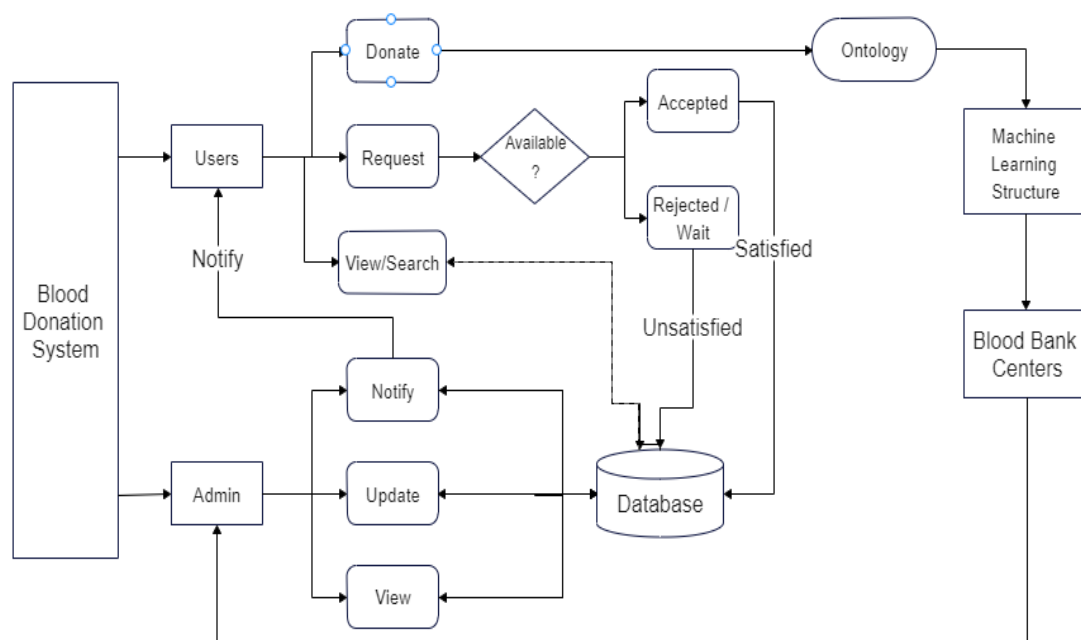 Donate
Ontology
Accepted
Users
Request
Available
?
Machine
Learning
Structure
Rejected /
Wait
Notify
View/Search
Satisfied
Blood
Donation
System
Unsatisfied
Blood Bank
Centers
Notify
Admin
Update
Database
View